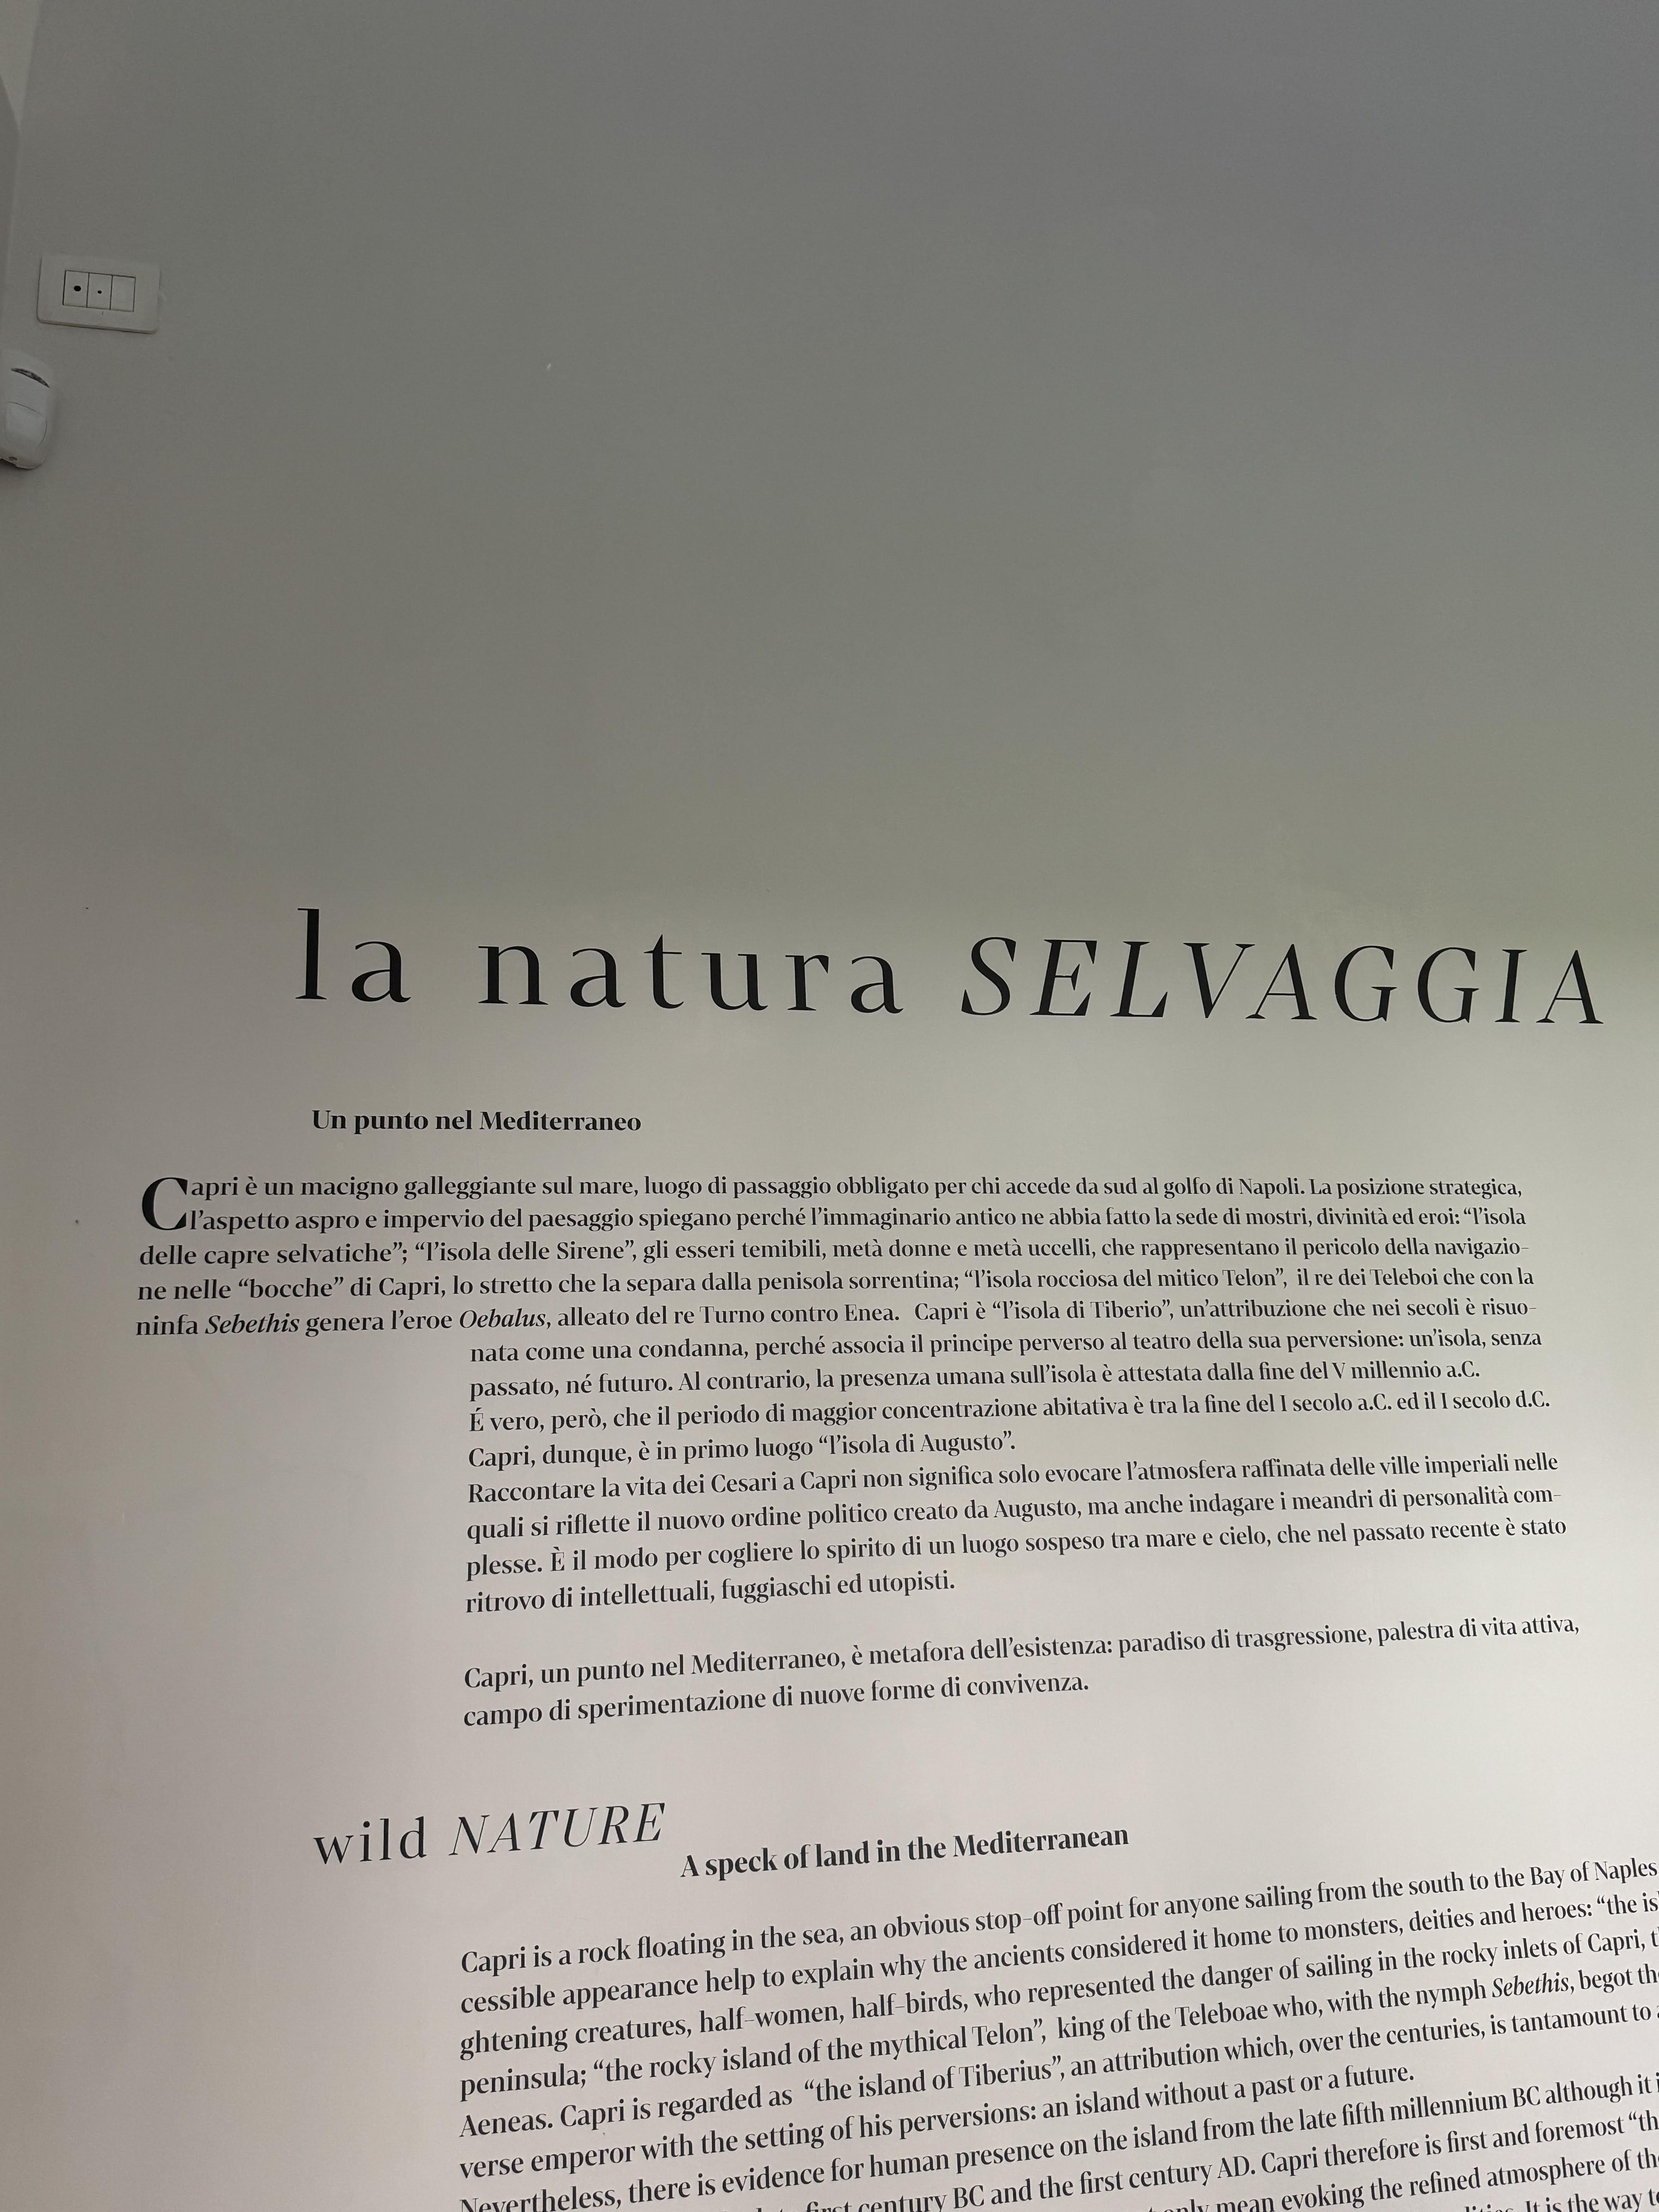 la natura SELVAGGIA
Un punto nel Mediterraneo
Capri è un macigno galleggiante sul mare, luogo di passaggio obbligato per chi accede da sud al golfo di Napoli. La posizione strategica,
l’aspetto aspro e impervio del paesaggio spiegano perché l’immaginario antico ne abbia fatto la sede di mostri, divinità ed eroi: “l’isola
delle capre selvatiche”; “l’isola delle Sirene”, gli esseri temibili, metà donne e metà uccelli, che rappresentano il pericolo della navigazio-
ne nelle “bocche” di Capri, lo stretto che la separa dalla penisola sorrentina; “l’isola rocciosa del mitico Telon”, il re dei Teleboi che con la
ninfa Sebethis genera l’eroe Oebalus, alleato del re Turno contro Enea. Capri è “l’isola di Tiberio”, un’attribuzione che nei secoli è risuo-
nata come una condanna, perché associa il principe perverso al teatro della sua perversione: un’isola, senza
passato, né futuro. Al contrario, la presenza umana sull’isola è attestata dalla fine del V millennio a.C.
É vero, però, che il periodo di maggior concentrazione abitativa è tra la fine del I secolo a.C. ed il I secolo d.C.
Capri, dunque, è in primo luogo “l’isola di Augusto”.
Raccontare la vita dei Cesari a Capri non significa solo evocare l’atmosfera raffinata delle ville imperiali nelle
quali si riflette il nuovo ordine politico creato da Augusto, ma anche indagare i meandri di personalità com-
plesse. È il modo per cogliere lo spirito di un luogo sospeso tra mare e cielo, che nel passato recente è stato
ritrovo di intellettuali, fuggiaschi ed utopisti.
Capri, un punto nel Mediterraneo, è metafora dell’esistenza: paradiso di trasgressione, palestra di vita attiva,
campo di sperimentazione di nuove forme di convivenza.
wild NATURE
A speck of land in the Mediterranean
Capri is a rock floating in the sea, an obvious stop-off point for anyone sailing from the south to the Bay of Naples
cessible appearance help to explain why the ancients considered it home to monsters, deities and heroes: “the is
ghtening creatures, half-women, half-birds, who represented the danger of sailing in the rocky inlets of Capri, t
peninsula; “the rocky island of the mythical Telon”, king of the Teleboae who, with the nymph Sebethis, begot th
Aeneas. Capri is regarded as “the island of Tiberius”, an attribution which, over the centuries, is tantamount to
verse emperor with the setting of his perversions: an island without a past or a future.
Nevertheless, there is evidence for human presence on the island from the late fifth millennium BC although it
first century BC and the first century AD. Capri therefore is first and foremost “th
only mean evoking the refined atmosphere of th
It is the way to